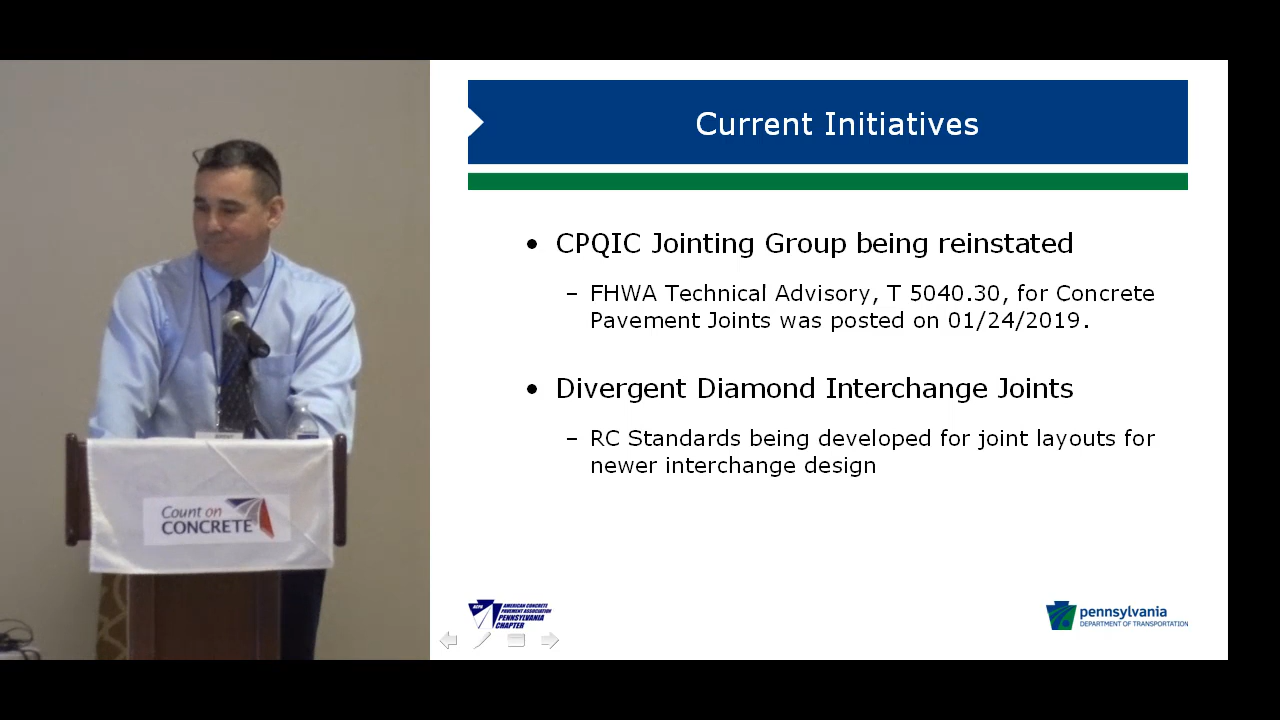 Current Initiatives
• CPQIC Jointing Group being reinstated
– FHWA Technical Advisory, T 5040.30, for Concrete
Pavement Joints was posted on 01/24/2019.
• Divergent Diamond Interchange Joints
– RC Standards being developed for joint layouts for
newer interchange design
Count on
CONCRETE
ACPA
AMERICAN CONCRETE
PAVEMENT ASSOCIATION
PENNSYLVANIA
CHAPTER
pennsylvania
DEPARTMENT OF TRANSPORTATION